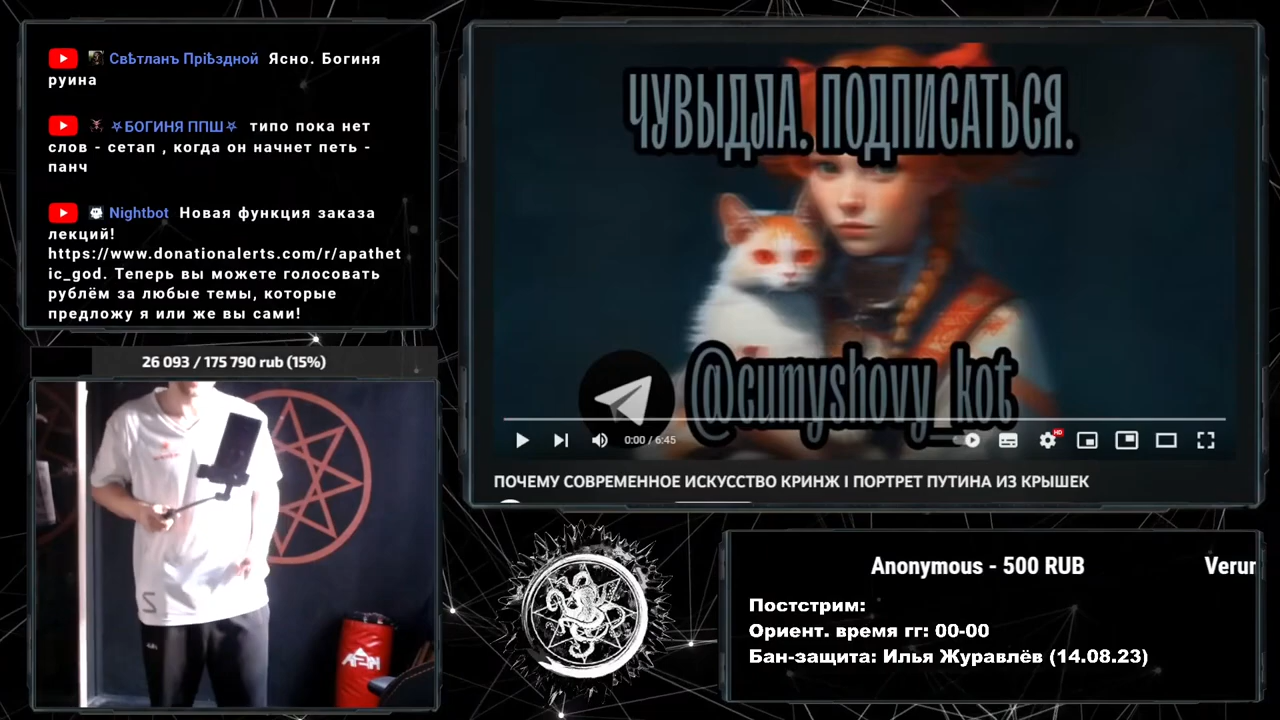 Свѣтланъ Прiѣздной Ясно. Богиня
руина
⛧БОГИНЯ ППШ⛧ типо пока нет
слов - сетап , когда он начнет петь -
панч
Nightbot Новая функция заказа
лекций!
https://www.donationalerts.com/r/apathet
ic_god. Теперь вы можете голосовать
рублём за любые темы, которые
предложу я или же вы сами!
26 093 / 175 790 rub (15%)
ЧУВЫДЛА. ПОДПИСАТЬСЯ.
@cumyshovy_kot
0:00 / 6:45
HD
ПОЧЕМУ СОВРЕМЕННОЕ ИСКУССТВО КРИНЖ I ПОРТРЕТ ПУТИНА ИЗ КРЫШЕК
Anonymous - 500 RUB
Постстрим:
Ориент. время гг: 00-00
Бан-защита: Илья Журавлёв (14.08.23)